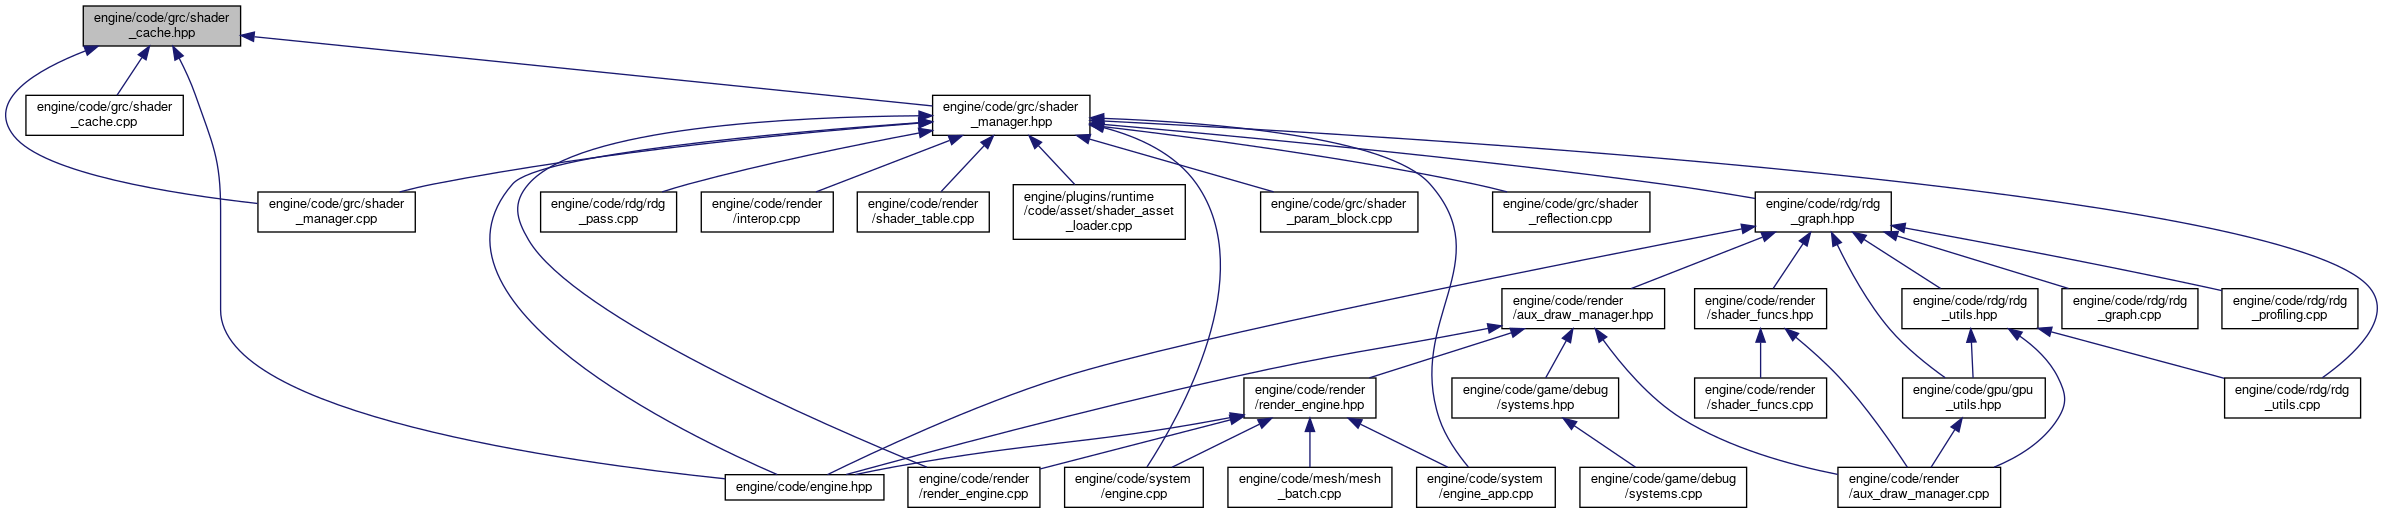 engine/code/grc/shader
_cache.hpp
engine/code/grc/shader
_cache.cpp
engine/code/grc/shader
_manager.hpp
engine/code/grc/shader
_manager.cpp
engine/code/rdg/rdg
_pass.cpp
engine/code/render
/interop.cpp
engine/code/render
/shader_table.cpp
engine/plugins/runtime
/code/asset/shader_asset
_loader.cpp
engine/code/grc/shader
_param_block.cpp
engine/code/grc/shader
_reflection.cpp
engine/code/rdg/rdg
_graph.hpp
engine/code/render
/aux_draw_manager.hpp
engine/code/render
/shader_funcs.hpp
engine/code/rdg/rdg
_utils.hpp
engine/code/rdg/rdg
_graph.cpp
engine/code/rdg/rdg
_profiling.cpp
engine/code/render
/render_engine.hpp
engine/code/game/debug
/systems.hpp
engine/code/render
/shader_funcs.cpp
engine/code/gpu/gpu
_utils.hpp
engine/code/rdg/rdg
_utils.cpp
engine/code/engine.hpp
engine/code/render
/render_engine.cpp
engine/code/system
/engine.cpp
engine/code/mesh/mesh
_batch.cpp
engine/code/system
/engine_app.cpp
engine/code/game/debug
/systems.cpp
engine/code/render
/aux_draw_manager.cpp